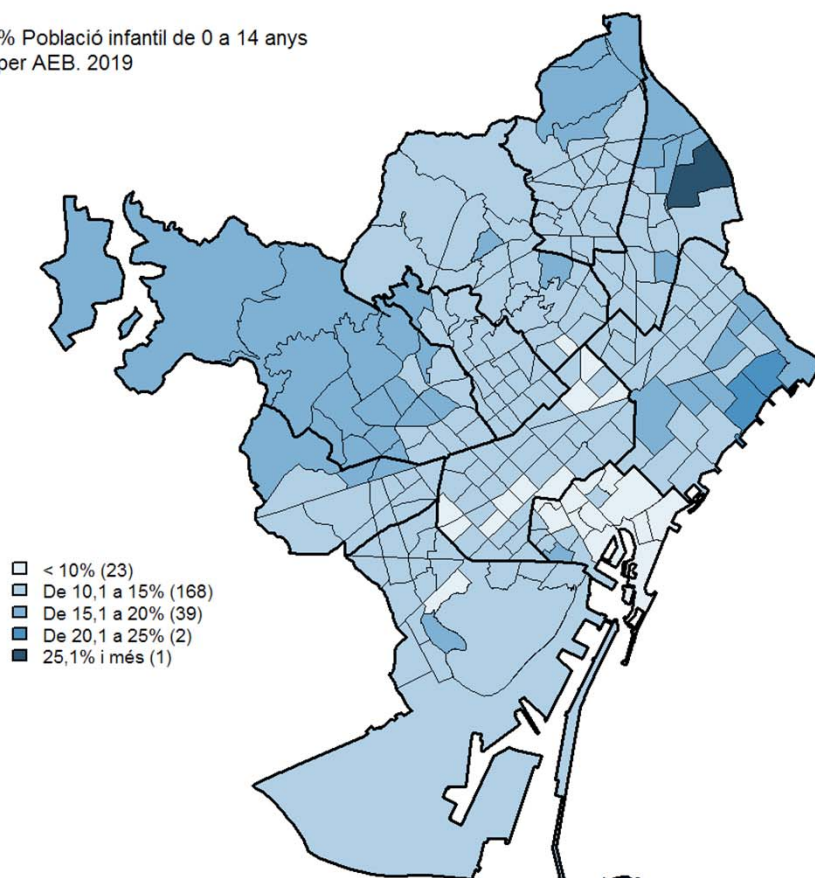 % Població infantil de 0 a 14 anys
per AEB. 2019
< 10% (23)
De 10,1 a 15% (168)
De 15,1 a 20% (39)
De 20,1 a 25% (2)
25,1% i més (1)